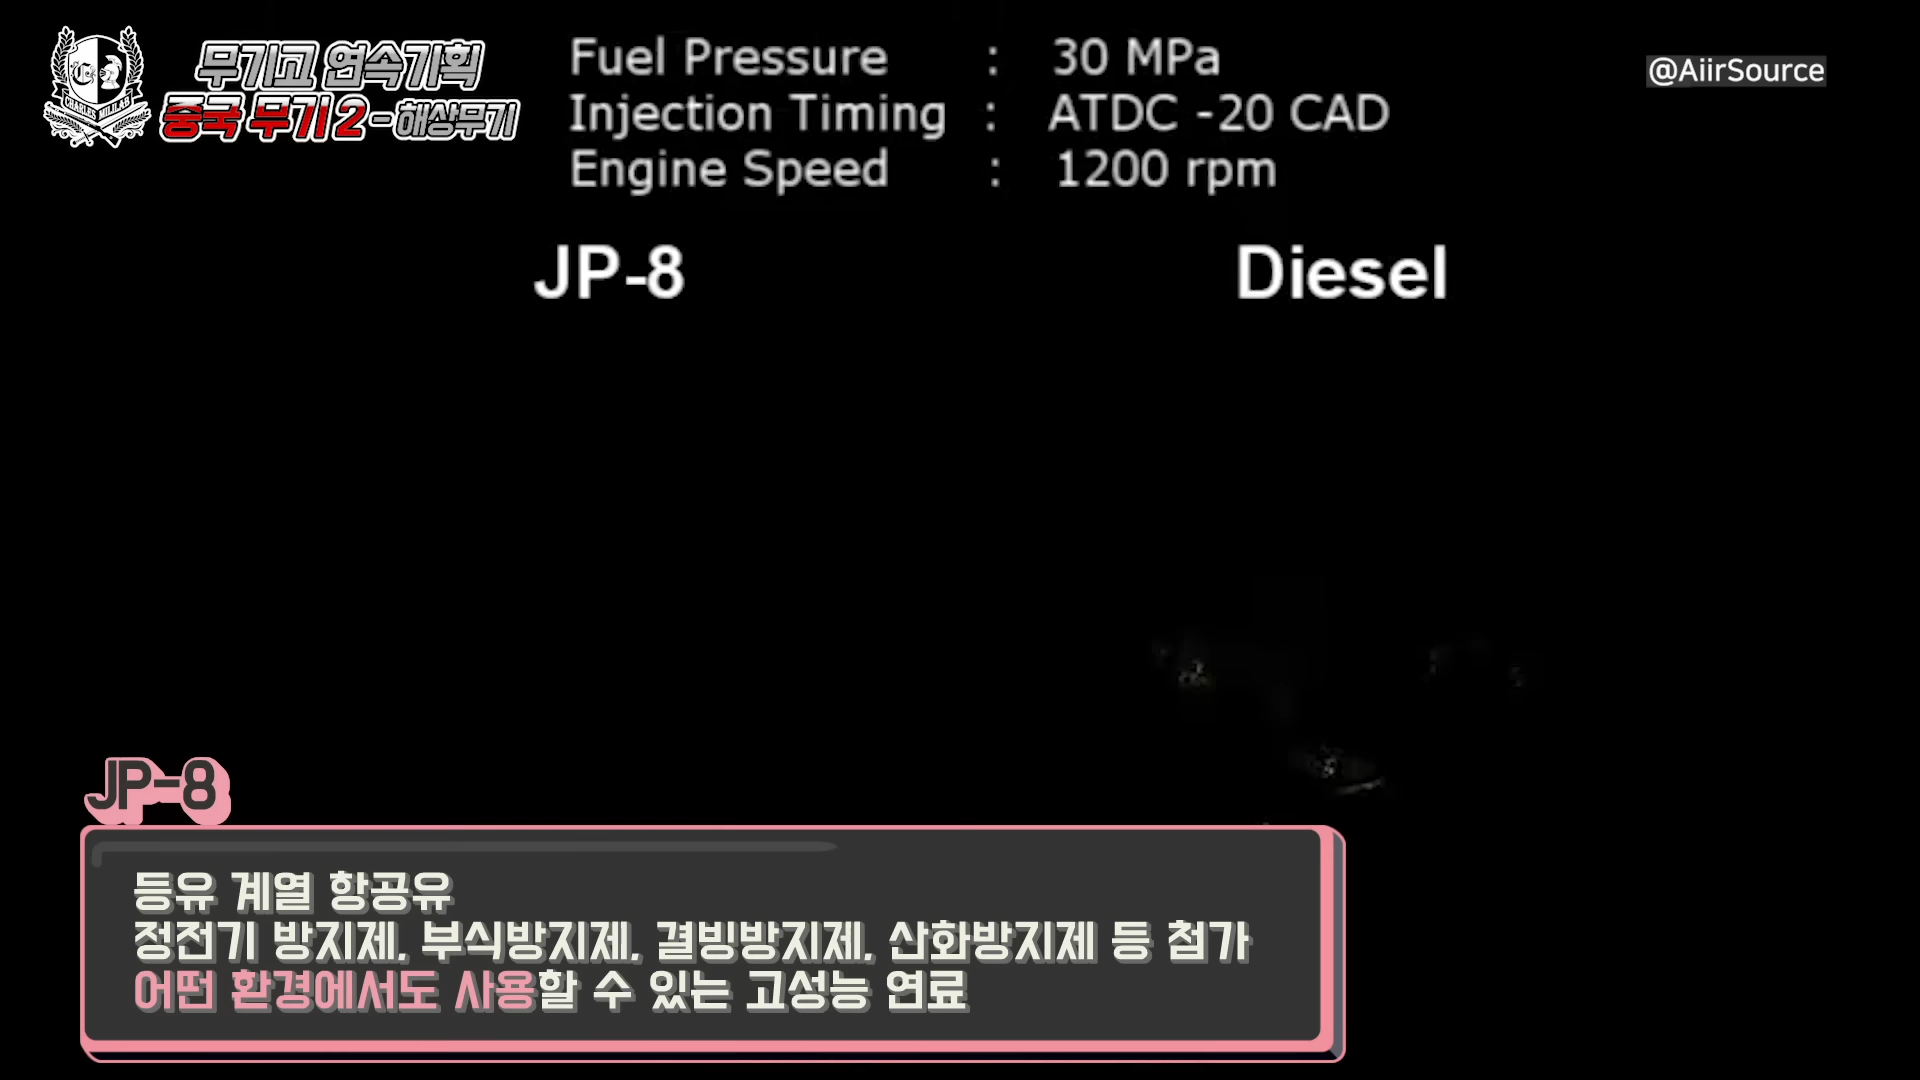 무기고 연속기획
중국 무기 2 - 해상무기
CHARLES MILILAB
Fuel Pressure : 30 MPa
Injection Timing : ATDC -20 CAD
Engine Speed : 1200 rpm
@AiirSource
JP-8
Diesel
JP-8
등유 계열 항공유
정전기 방지제, 부식방지제, 결빙방지제, 산화방지제 등 첨가
어떤 환경에서도 사용할 수 있는 고성능 연료